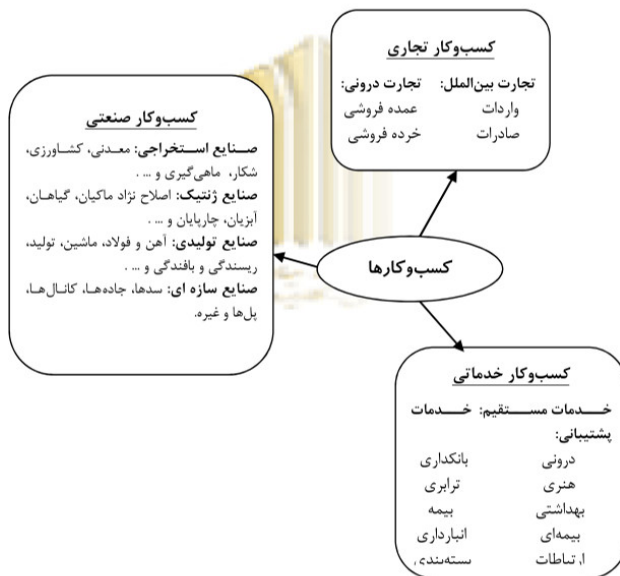 کسب‌وکار تجاری
تجارت بین‌الملل: تجارت درونی:
واردات عمده فروشی
صادرات خرده فروشی
کسب‌وکار صنعتی
صنایع استخراجی: معدنی، کشاورزی،
شکار، ماهی‌گیری و ... .
صنایع ژنتیک: اصلاح نژاد ماکیان، گیاهان،
آبزیان، چارپایان و ... .
صنایع تولیدی: آهن و فولاد، ماشین، تولید،
ریسندگی و بافندگی و ... .
صنایع سازه ای: سدها، جاده‌ها، کانال‌ها،
پل‌ها و غیره.
کسب‌وکارها
کسب‌وکار خدماتی
خدمات مستقیم: خدمات
پشتیبانی:
درونی بانکداری
هنری ترابری
بهداشتی بیمه
بیمه‌ای انبارداری
ارتباطات بسته‌بندی